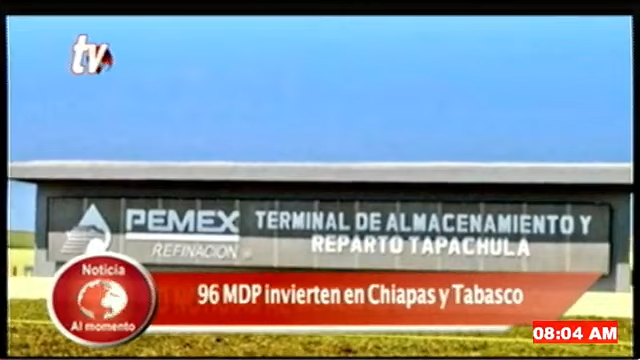 tv
PEMEX
REFINACION
TERMINAL DE ALMACENAMIENTO Y
REPARTO TAPACHULA
Noticia
Al momento
96 MDP invierten en Chiapas y Tabasco
08:04 AM